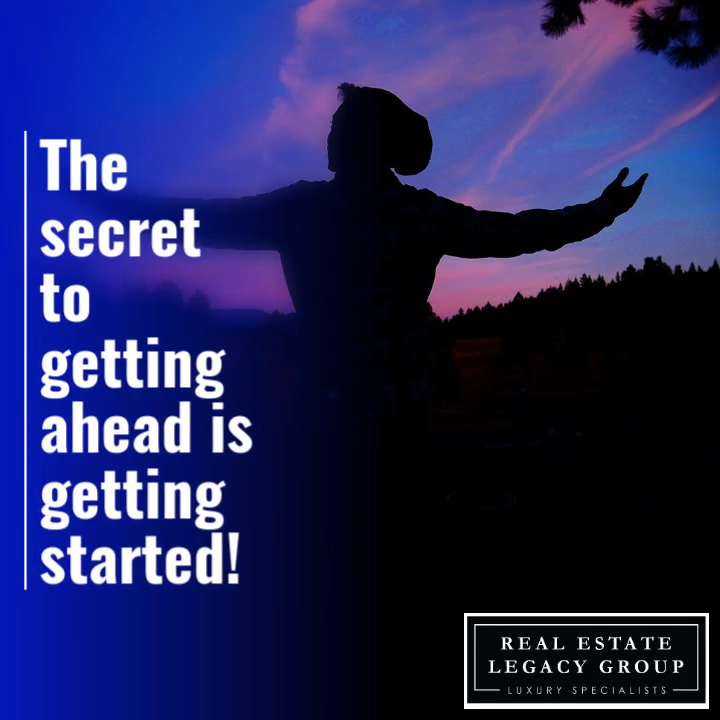 The
secret
to
getting
ahead is
getting
started!
REAL ESTATE
LEGACY GROUP
LUXURY SPECIALISTS